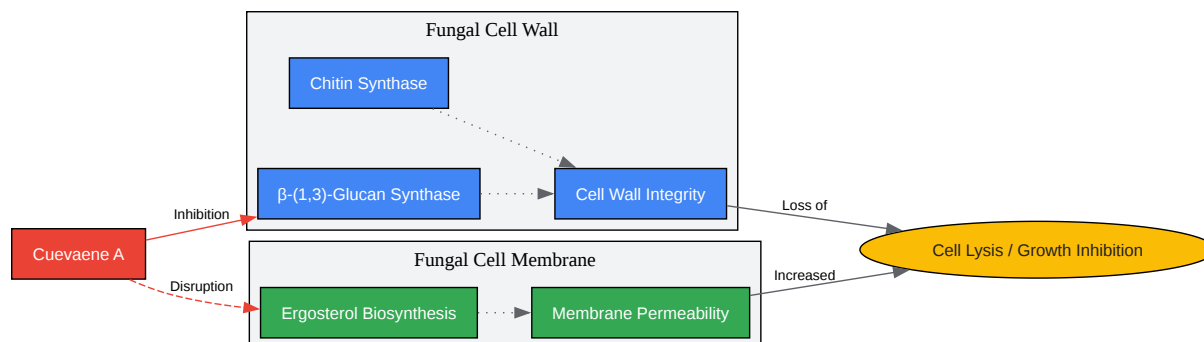 Fungal Cell Wall
Chitin Synthase
β-(1,3)-Glucan Synthase
Cell Wall Integrity
Inhibition
Loss of
Cuevaene A
Cell Lysis / Growth Inhibition
Fungal Cell Membrane
Disruption
Increased
Ergosterol Biosynthesis
Membrane Permeability